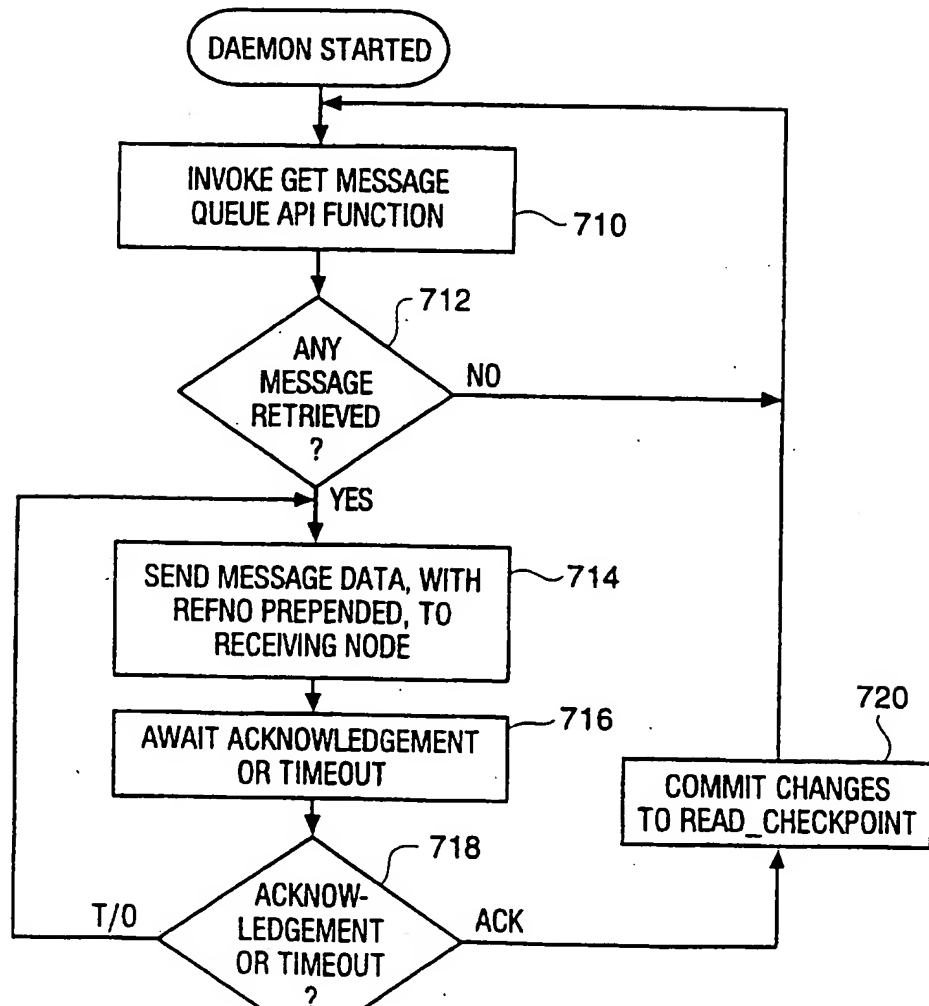 DAEMON STARTED
INVOKE GET MESSAGE
QUEUE API FUNCTION
710
712
ANY
MESSAGE
RETRIEVED
?
NO
YES
SEND MESSAGE DATA, WITH
REFNO PREPENDED, TO
RECEIVING NODE
714
AWAIT ACKNOWLEDGEMENT
OR TIMEOUT
716
720
COMMIT CHANGES
TO READ_CHECKPOINT
718
ACKNOW-
LEDGEMENT
OR TIMEOUT
?
T/O
ACK